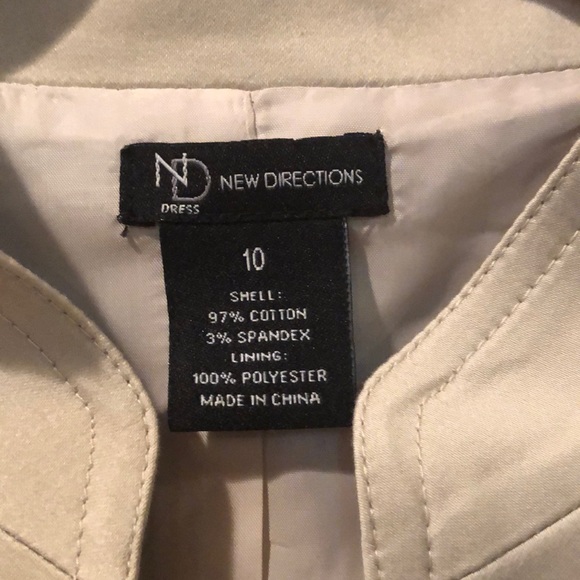 ND NEW DIRECTIONS
DRESS
10
SHELL:
97% COTTON
3% SPANDEX
LINING:
100% POLYESTER
MADE IN CHINA